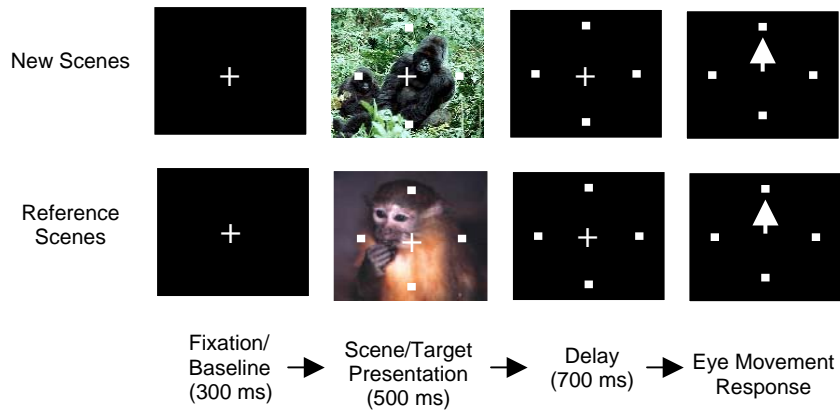 New Scenes
Reference
Scenes
Fixation/
Baseline
(300 ms)
Scene/Target
Presentation
(500 ms)
Delay
(700 ms)
Eye Movement
Response